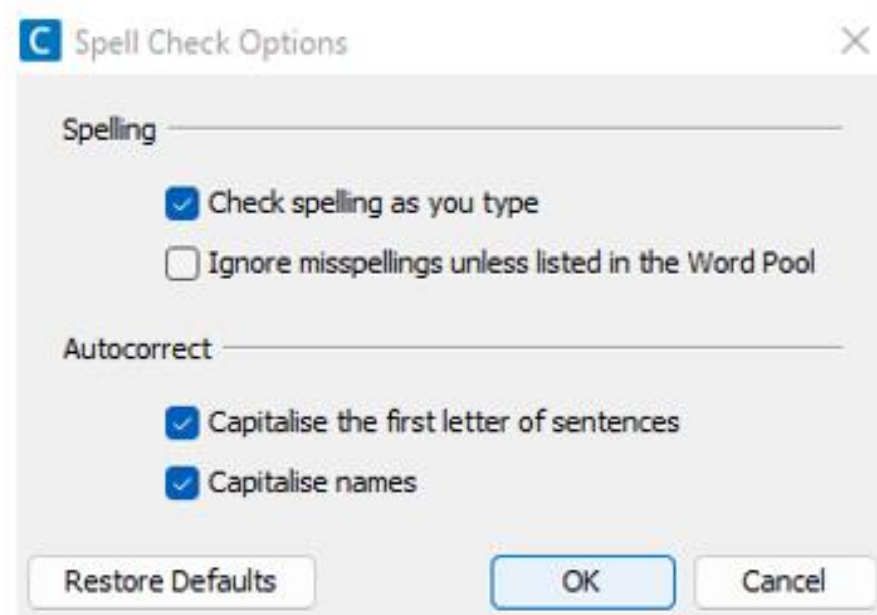 C Spell Check Options
Spelling
Check spelling as you type
Ignore misspellings unless listed in the Word Pool
Autocorrect
Capitalise the first letter of sentences
Capitalise names
Restore Defaults OK Cancel